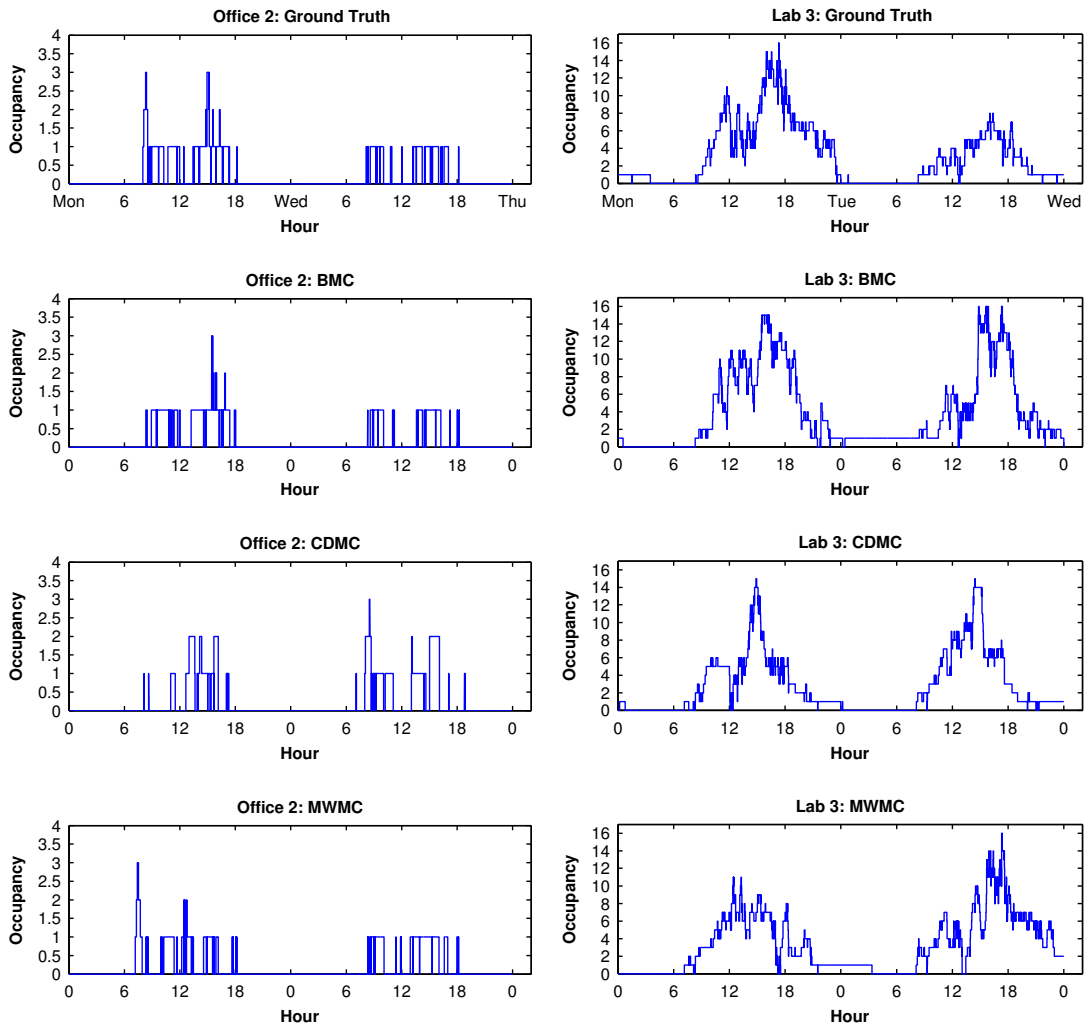 Office 2: Ground Truth
4
3.5
3
2.5
2
1.5
1
0.5
0
Occupancy
Mon 6 12 18 Wed 6 12 18 Thu
Hour
Lab 3: Ground Truth
16
14
12
10
8
6
4
2
0
Occupancy
Mon 6 12 18 Tue 6 12 18 Wed
Hour
Office 2: BMC
4
3.5
3
2.5
2
1.5
1
0.5
0
Occupancy
0 6 12 18 0 6 12 18 0
Hour
Lab 3: BMC
16
14
12
10
8
6
4
2
0
Occupancy
0 6 12 18 0 6 12 18 0
Hour
Office 2: CDMC
4
3.5
3
2.5
2
1.5
1
0.5
0
Occupancy
0 6 12 18 0 6 12 18 0
Hour
Lab 3: CDMC
16
14
12
10
8
6
4
2
0
Occupancy
0 6 12 18 0 6 12 18 0
Hour
Office 2: MWMC
4
3.5
3
2.5
2
1.5
1
0.5
0
Occupancy
0 6 12 18 0 6 12 18 0
Hour
Lab 3: MWMC
16
14
12
10
8
6
4
2
0
Occupancy
0 6 12 18 0 6 12 18 0
Hour